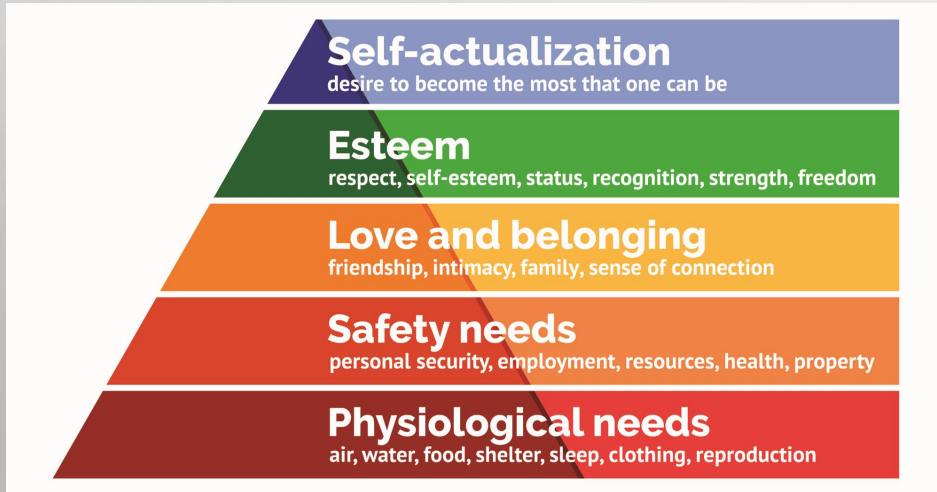 Self-actualization
desire to become the most that one can be
Esteem
respect, self-esteem, status, recognition, strength, freedom
Love and belonging
friendship, intimacy, family, sense of connection
Safety needs
personal security, employment, resources, health, property
Physiological needs
air, water, food, shelter, sleep, clothing, reproduction